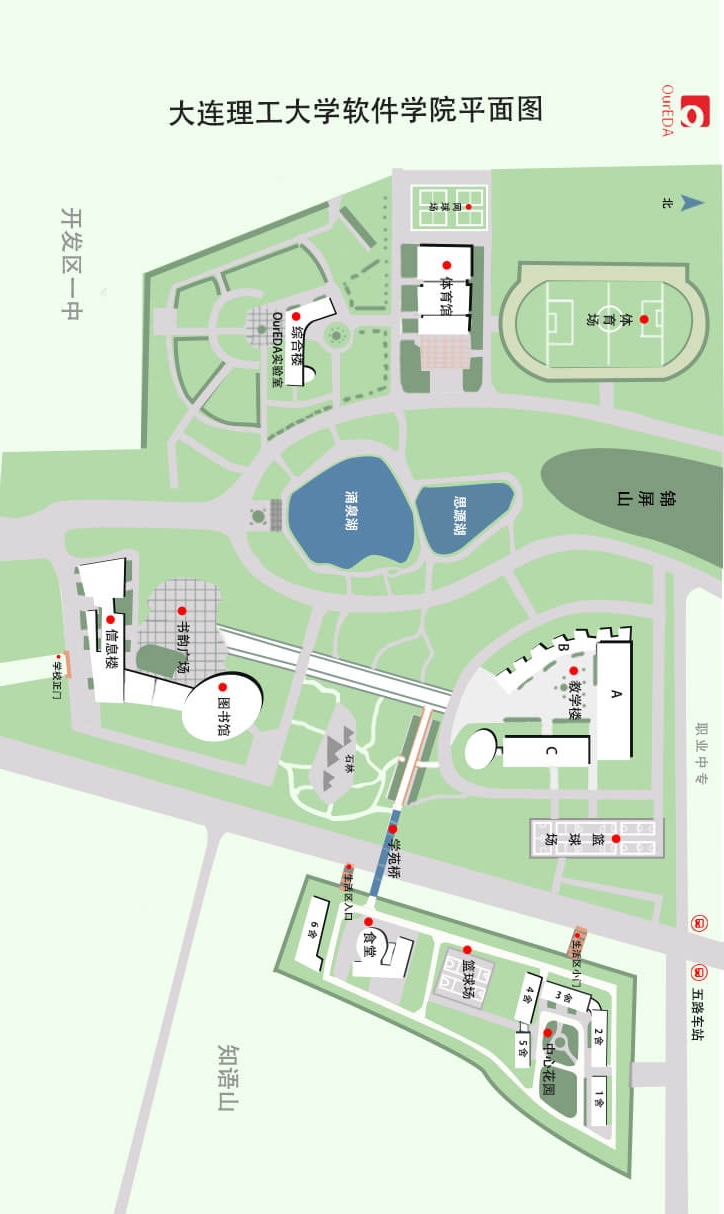 大连理工大学软件学院平面图
OurEDA
北
开发区一中
网球场
体育馆
体育场
综合楼
OurEDA实验室
锦屏山
涌泉湖
思源湖
书韵广场
信息楼
学校正门
图书馆
B
A
教学楼
C
职业中专
石林
篮球场
学苑桥
生活区入口
6舍
食堂
篮球场
生活区小门
4舍
3舍
2舍
5舍
中心花园
1舍
五路车站
知语山